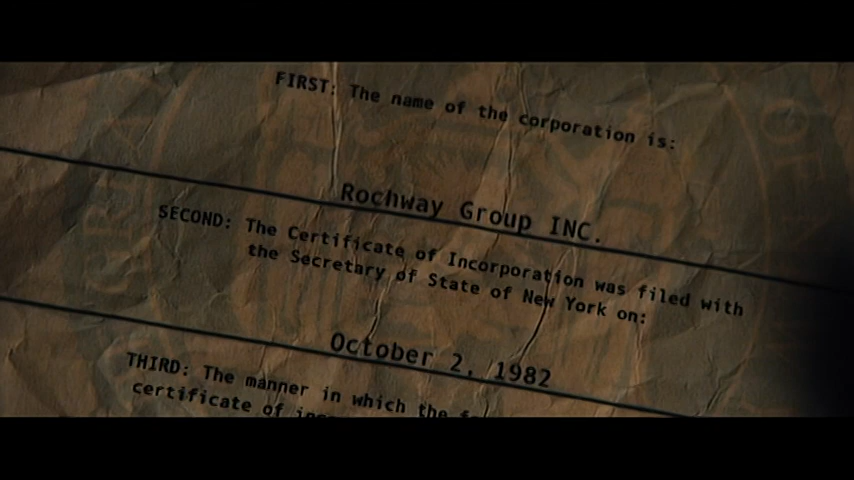 FIRST: The name of the corporation is:
Rochway Group INC.
SECOND: The Certificate of Incorporation was filed with
the Secretary of State of New York on:
October 2, 1982
THIRD: The manner in which the
certificate of